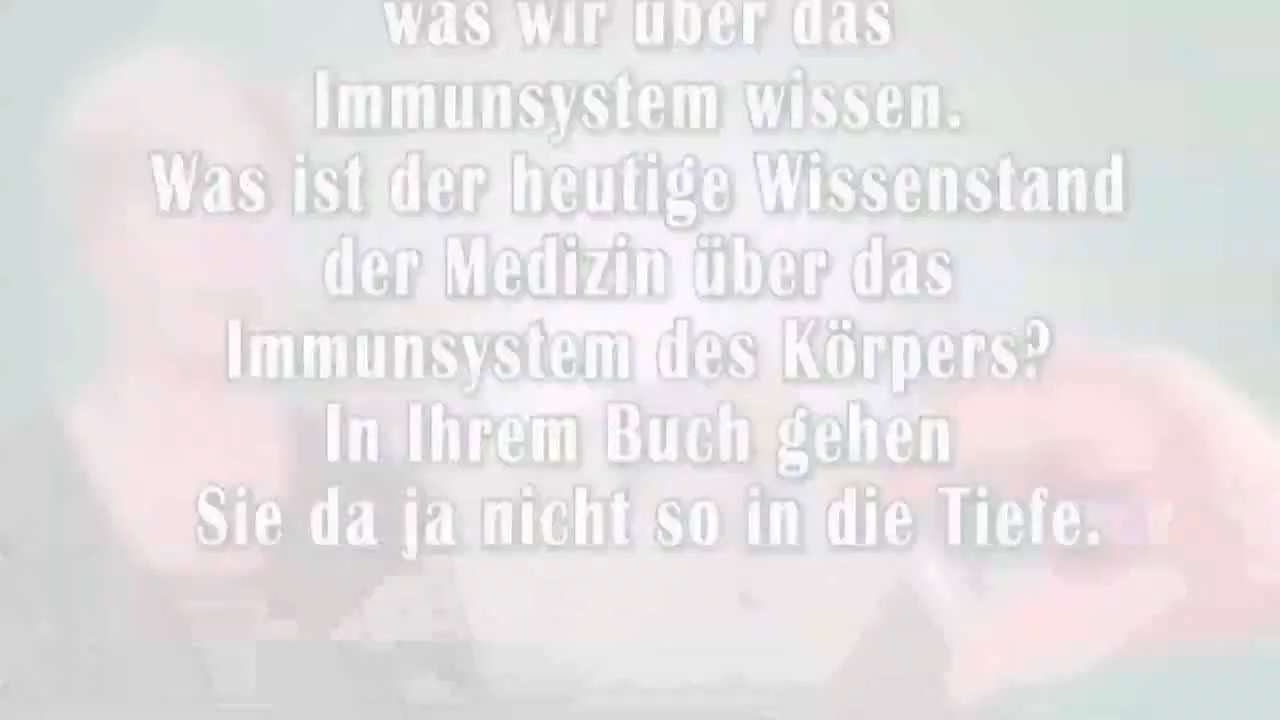 was wir über das
Immunsystem wissen.
Was ist der heutige Wissenstand
der Medizin über das
Immunsystem des Körpers?
In Ihrem Buch gehen
Sie da ja nicht so in die Tiefe.